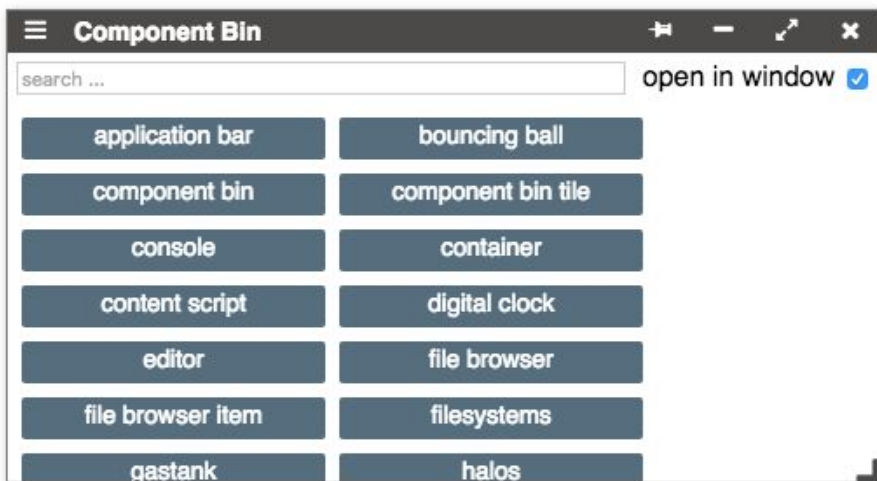 Component Bin
search ... open in window
application bar bouncing ball
component bin component bin tile
console container
content script digital clock
editor file browser
file browser item filesystems
gastank halos